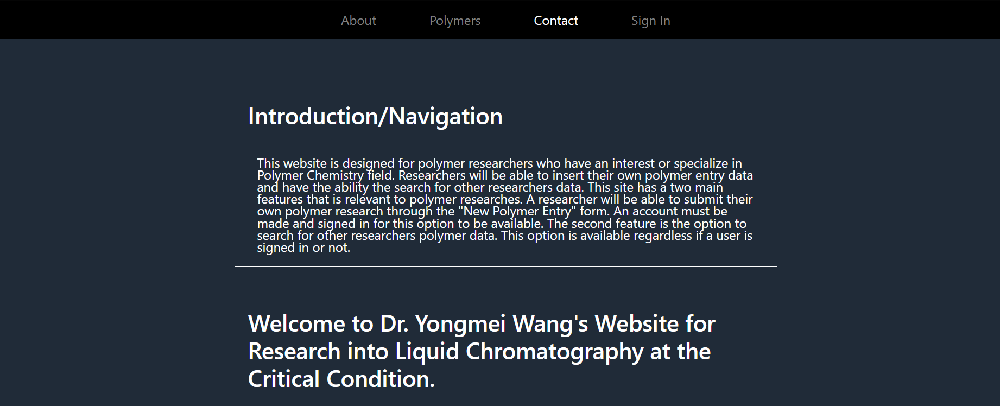 About Polymers Contact Sign In
Introduction/Navigation
This website is designed for polymer researchers who have an interest or specialize in
Polymer Chemistry field. Researchers will be able to insert their own polymer entry data
and have the ability the search for other researchers data. This site has a two main
features that is relevant to polymer researches. A researcher will be able to submit their
own polymer research through the "New Polymer Entry" form. An account must be
made and signed in for this option to be available. The second feature is the option to
search for other researchers polymer data. This option is available regardless if a user is
signed in or not.
Welcome to Dr. Yongmei Wang's Website for
Research into Liquid Chromatography at the
Critical Condition.